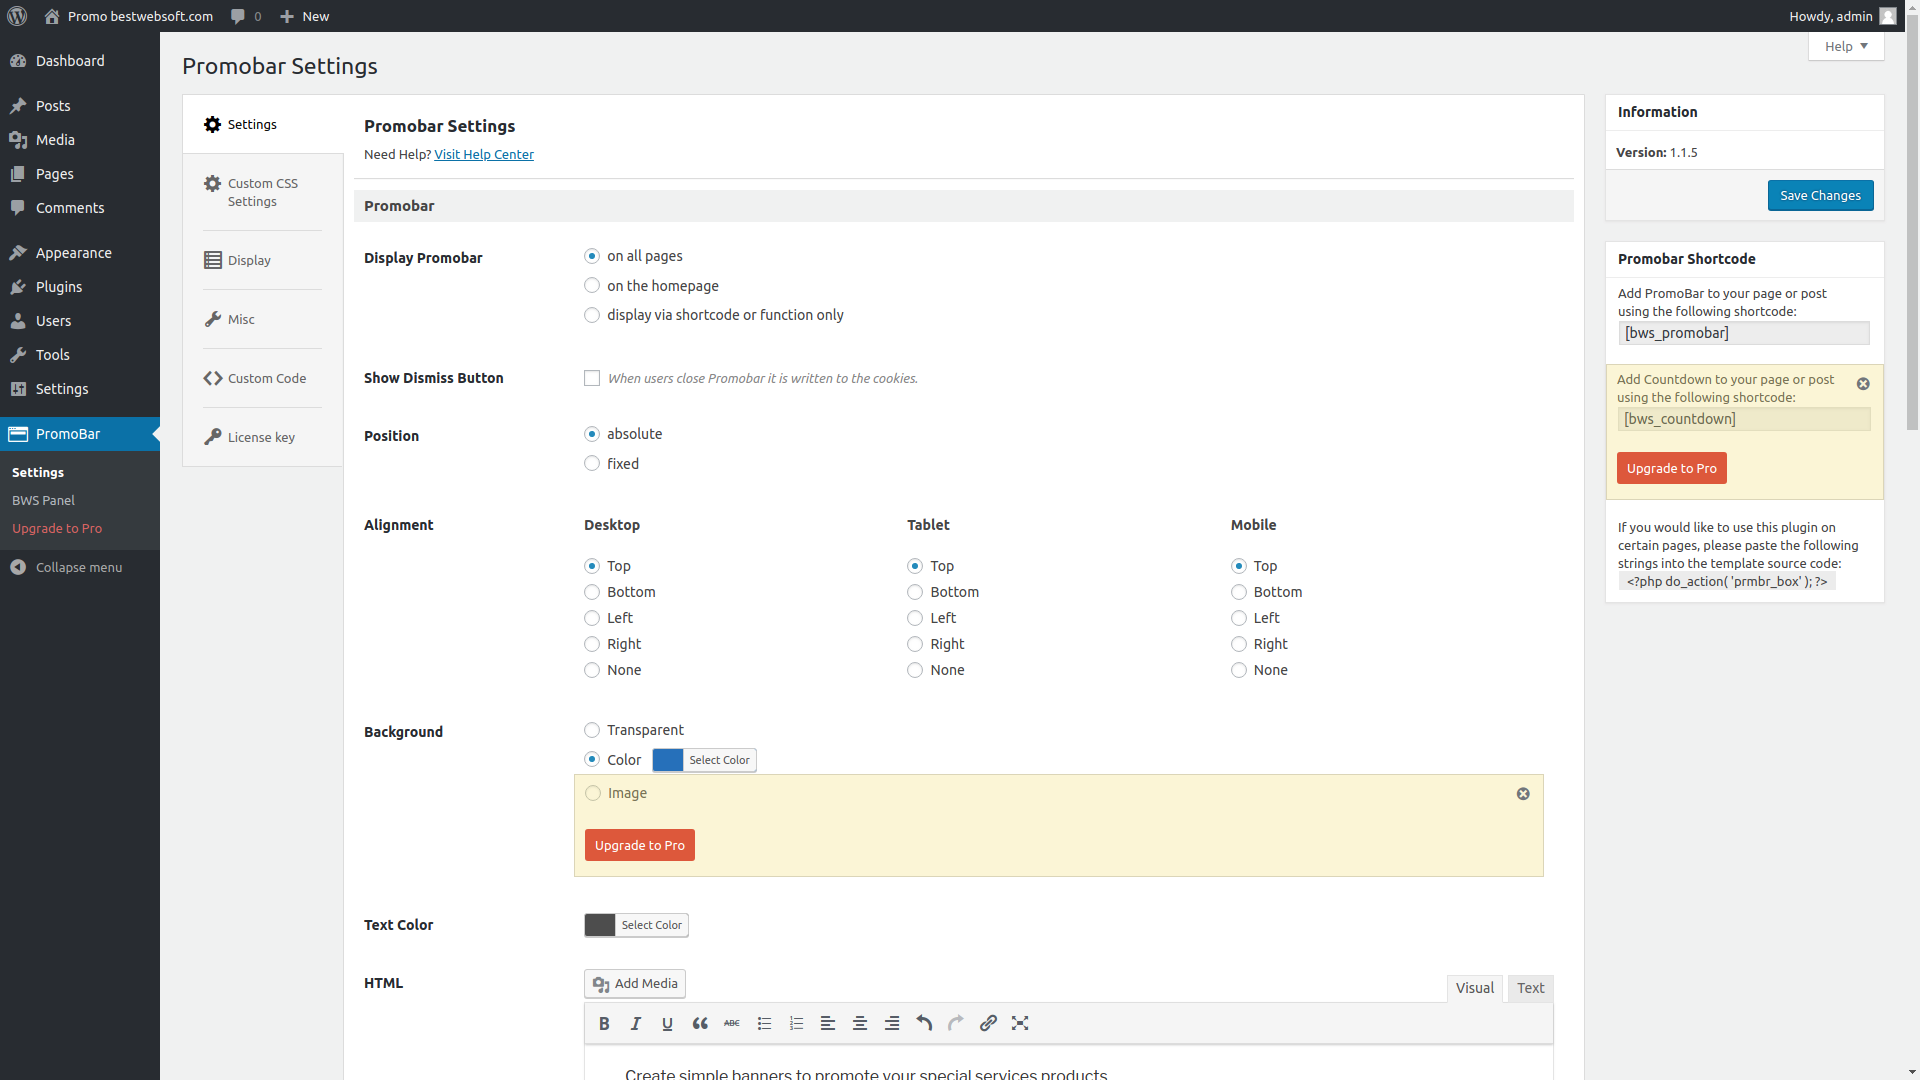 Promo bestwebsoft.com
0
New
Howdy, admin
Help
Dashboard
Posts
Media
Pages
Comments
Appearance
Plugins
Users
Tools
Settings
PromoBar
Settings
BWS Panel
Upgrade to Pro
Collapse menu
Promobar Settings
Settings
Custom CSS
Settings
Display
Misc
Custom Code
License key
Promobar Settings
Need Help? Visit Help Center
Promobar
Display Promobar
on all pages
on the homepage
display via shortcode or function only
Show Dismiss Button
When users close Promobar it is written to the cookies.
Position
absolute
fixed
Alignment
Desktop
Top
Bottom
Left
Right
None
Tablet
Top
Bottom
Left
Right
None
Mobile
Top
Bottom
Left
Right
None
Background
Transparent
Color
Select Color
Image
Upgrade to Pro
Text Color
Select Color
HTML
Add Media
Visual
Text
B I U ABC
Create simple banners to promote your special services products
Information
Version: 1.1.5
Save Changes
Promobar Shortcode
Add PromoBar to your page or post
using the following shortcode:
[bws_promobar]
Add Countdown to your page or post
using the following shortcode:
[bws_countdown]
Upgrade to Pro
If you would like to use this plugin on
certain pages, please paste the following
strings into the template source code:
<?php do_action( 'prmbr_box' ); ?>